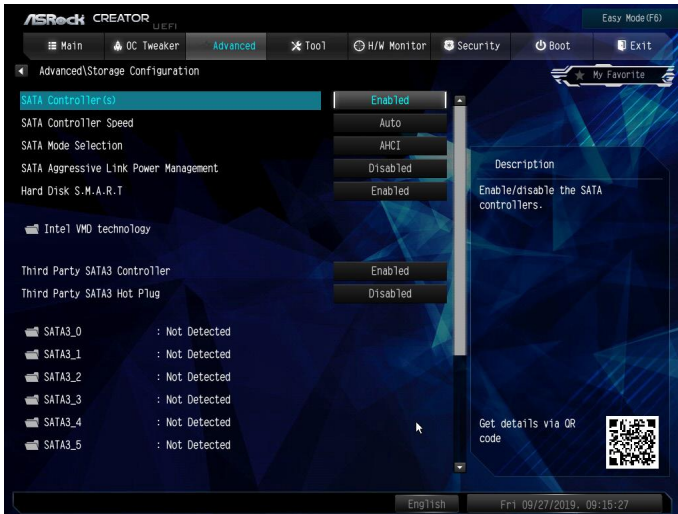 ASRock CREATOR UEFI
Easy Mode(F6)
Main OC Tweaker Advanced Tool H/W Monitor Security Boot Exit
Advanced\Storage Configuration
My Favorite
SATA Controller(s) Enabled
SATA Controller Speed Auto
SATA Mode Selection AHCI
SATA Aggressive Link Power Management Disabled
Hard Disk S.M.A.R.T Enabled
Intel VMD technology
Third Party SATA3 Controller Enabled
Third Party SATA3 Hot Plug Disabled
SATA3_0 : Not Detected
SATA3_1 : Not Detected
SATA3_2 : Not Detected
SATA3_3 : Not Detected
SATA3_4 : Not Detected
SATA3_5 : Not Detected
Description
Enable/disable the SATA
controllers.
Get details via QR
code
English
Fri 09/27/2019, 09:15:27